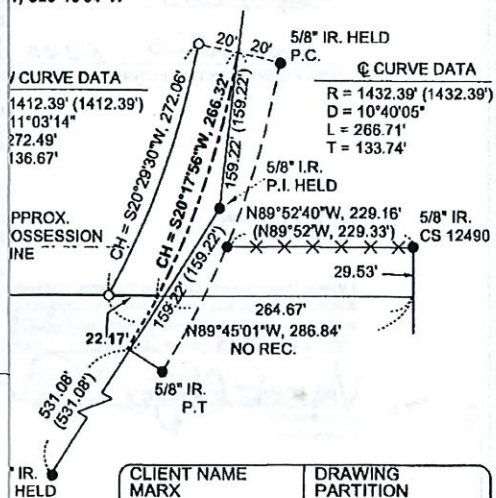 20' 20'
5/8" IR. HELD
P.C.
/ CURVE DATA
1412.39' (1412.39')
11°03'14"
272.49'
136.67'
℄ CURVE DATA
R = 1432.39' (1432.39')
D = 10°40'05"
L = 266.71'
T = 133.74'
CH = S20°29'30"W, 272.06'
CH = S20°17'56"W, 266.32'
159.22' (159.22')
5/8" I.R.
P.I. HELD
PPROX.
OSSESSION
INE
159.22' (159.22')
N89°52'40"W, 229.16'
(N89°52'W, 229.33')
5/8" IR.
CS 12490
29.53'
264.67'
N89°45'01"W, 286.84'
NO REC.
22.17'
5/8" IR.
P.T
531.08'
(531.08')
" IR.
HELD
CLIENT NAME
MARX
DRAWING
PARTITION